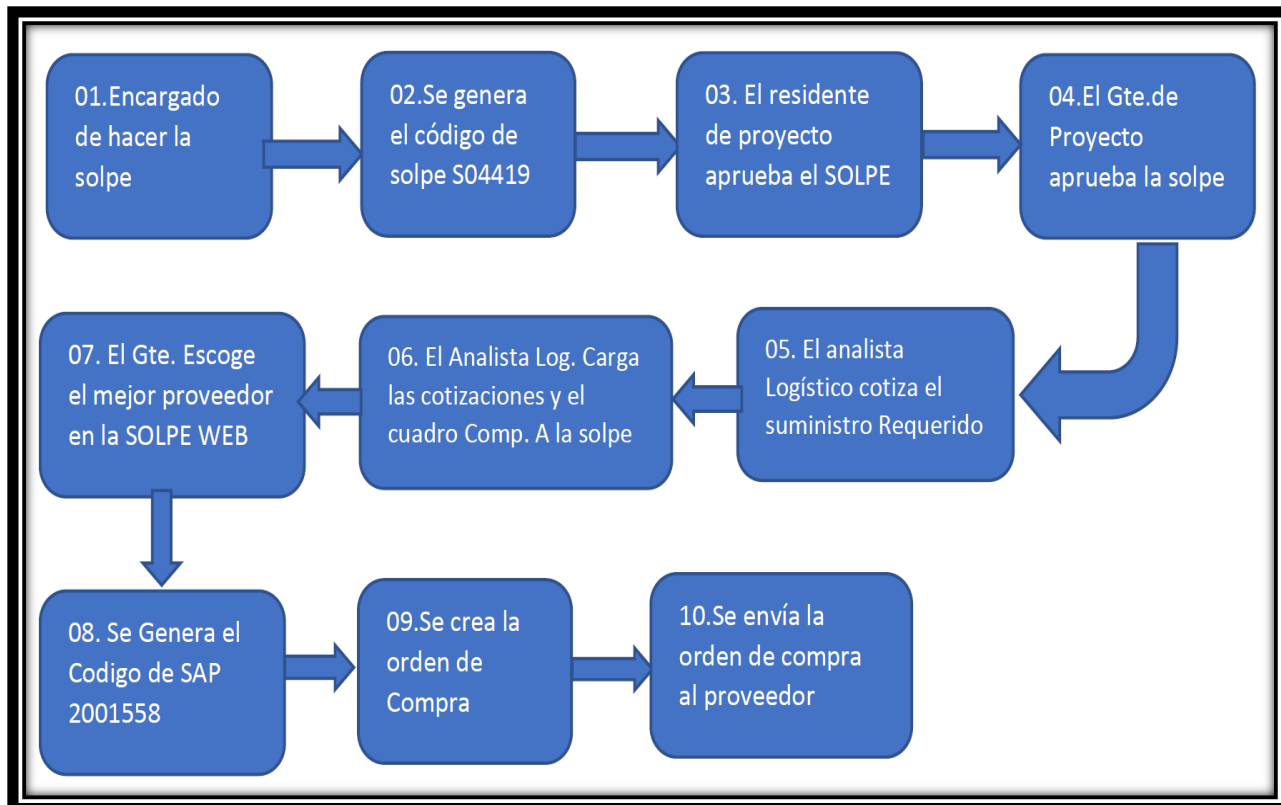 01.Encargado
de hacer la
solpe
02.Se genera
el código de
solpe S04419
03. El residente
de proyecto
aprueba el SOLPE
04.El Gte.de
Proyecto
aprueba la solpe
05. El analista
Logístico cotiza el
suministro Requerido
06. El Analista Log. Carga
las cotizaciones y el
cuadro Comp. A la solpe
07. El Gte. Escoge
el mejor proveedor
en la SOLPE WEB
08. Se Genera el
Codigo de SAP
2001558
09.Se crea la
orden de
Compra
10.Se envía la
orden de compra
al proveedor